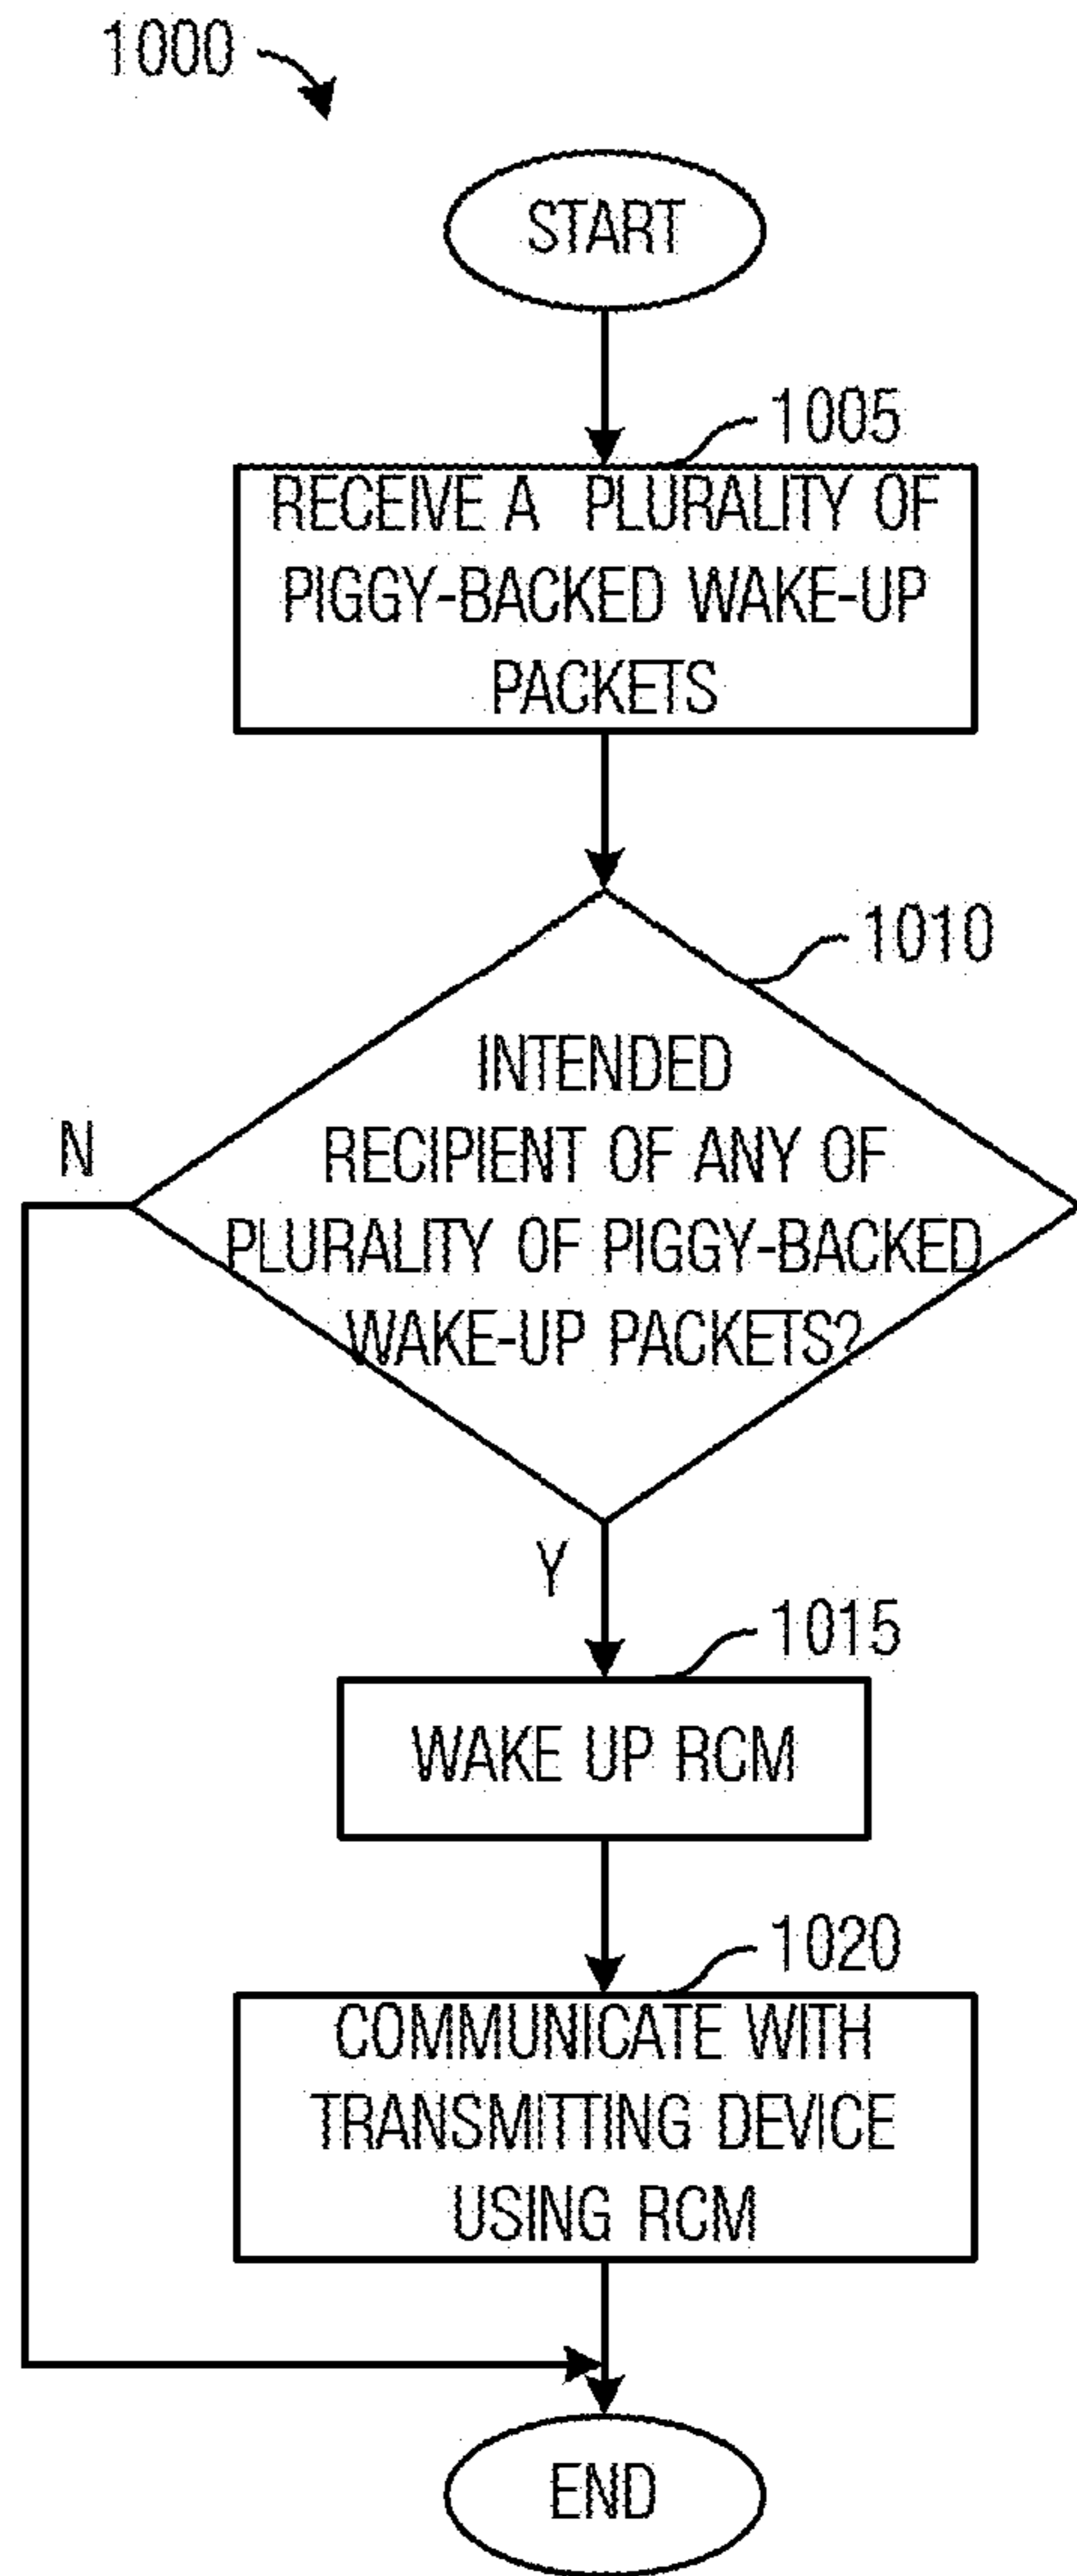 1000
START
1005
RECEIVE A PLURALITY OF
PIGGY-BACKED WAKE-UP
PACKETS
1010
INTENDED
RECIPIENT OF ANY OF
PLURALITY OF PIGGY-BACKED
WAKE-UP PACKETS?
N
Y
1015
WAKE UP RCM
1020
COMMUNICATE WITH
TRANSMITTING DEVICE
USING RCM
END